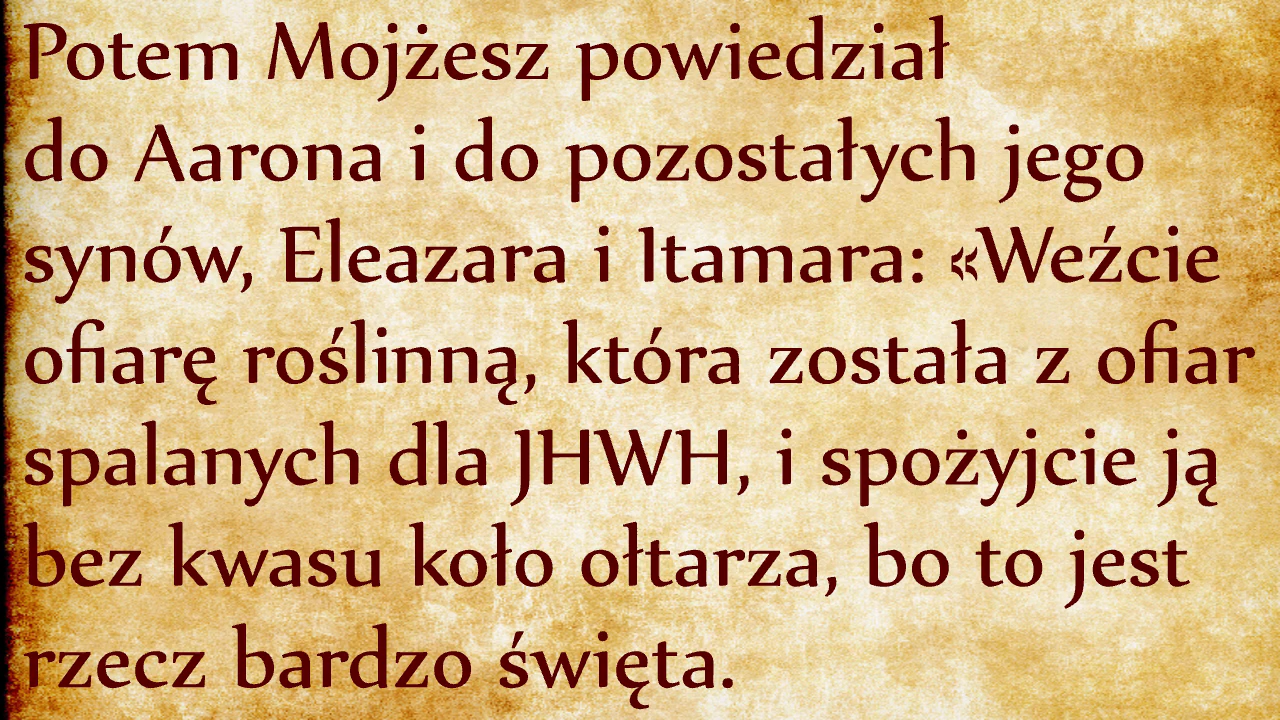 Potem Mojżesz powiedział
do Aarona i do pozostałych jego
synów, Eleazara i Itamara: «Weźcie
ofiarę roślinną, która została z ofiar
spalanych dla JHWH, i spożyjcie ją
bez kwasu koło ołtarza, bo to jest
rzecz bardzo święta.